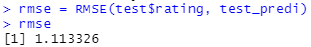 > rmse = RMSE(test$rating, test_predi)
> rmse
[1] 1.113326